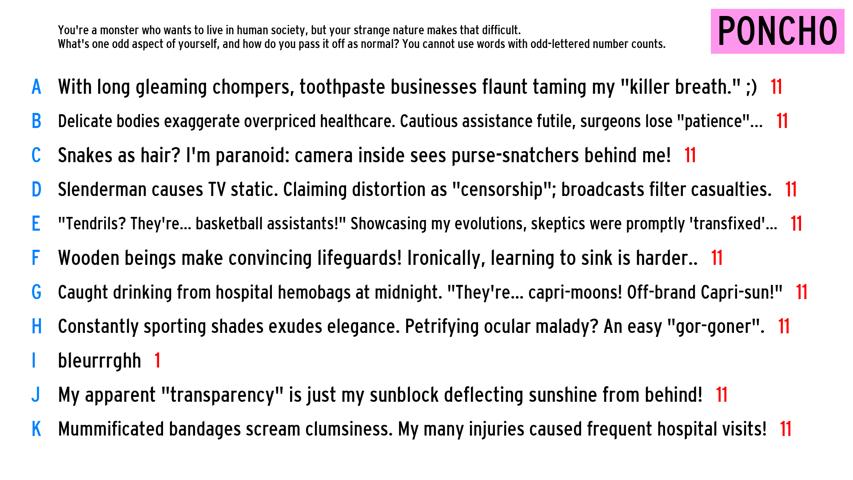 You're a monster who wants to live in human society, but your strange nature makes that difficult.
What's one odd aspect of yourself, and how do you pass it off as normal? You cannot use words with odd-lettered number counts.
PONCHO
A With long gleaming chompers, toothpaste businesses flaunt taming my "killer breath." ;) 11
B Delicate bodies exaggerate overpriced healthcare. Cautious assistance futile, surgeons lose "patience"... 11
C Snakes as hair? I'm paranoid: camera inside sees purse-snatchers behind me! 11
D Slenderman causes TV static. Claiming distortion as "censorship"; broadcasts filter casualties. 11
E "Tendrils? They're... basketball assistants!" Showcasing my evolutions, skeptics were promptly 'transfixed'... 11
F Wooden beings make convincing lifeguards! Ironically, learning to sink is harder.. 11
G Caught drinking from hospital hemobags at midnight. "They're... capri-moons! Off-brand Capri-sun!" 11
H Constantly sporting shades exudes elegance. Petrifying ocular malady? An easy "gor-goner". 11
I bleurrrghh 1
J My apparent "transparency" is just my sunblock deflecting sunshine from behind! 11
K Mummificated bandages scream clumsiness. My many injuries caused frequent hospital visits! 11